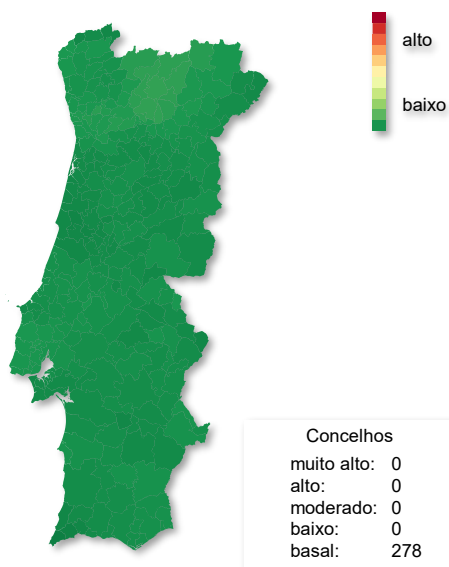 alto
baixo
Concelhos
muito alto: 0
alto: 0
moderado: 0
baixo: 0
basal: 278